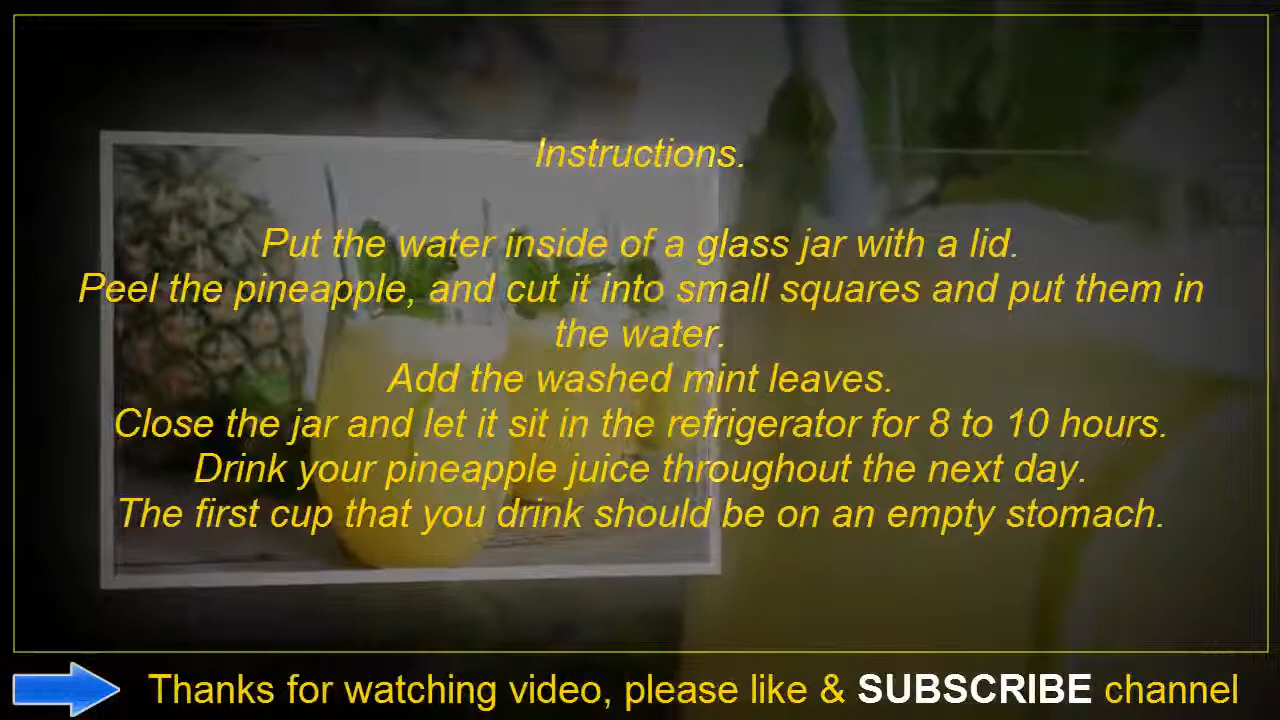 Instructions.
Put the water inside of a glass jar with a lid.
Peel the pineapple, and cut it into small squares and put them in
the water.
Add the washed mint leaves.
Close the jar and let it sit in the refrigerator for 8 to 10 hours.
Drink your pineapple juice throughout the next day.
The first cup that you drink should be on an empty stomach.
Thanks for watching video, please like & SUBSCRIBE channel